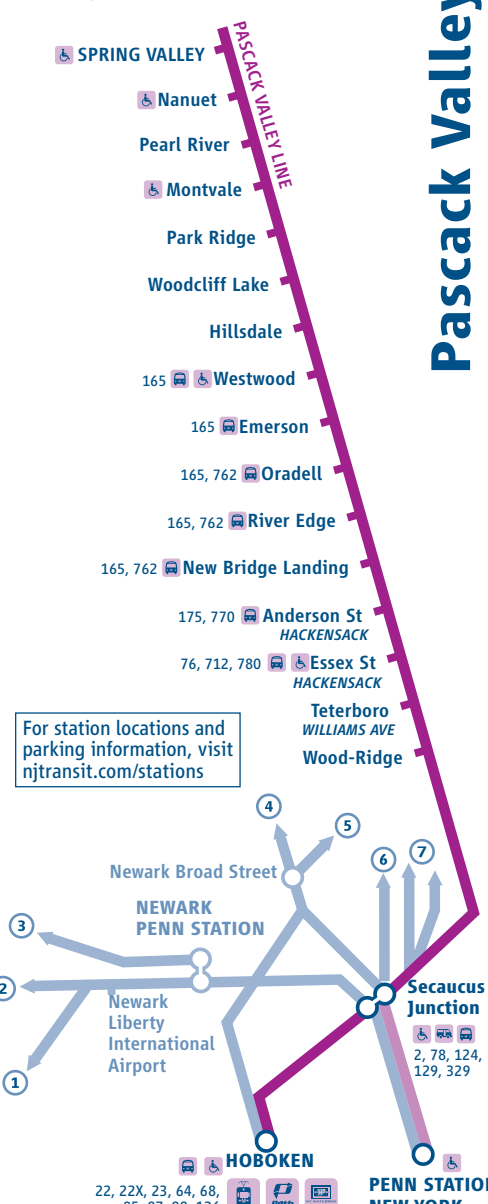 Pascack Valley
PASCACK VALLEY LINE
SPRING VALLEY
Nanuet
Pearl River
Montvale
Park Ridge
Woodcliff Lake
Hillsdale
165 Westwood
165 Emerson
165, 762 Oradell
165, 762 River Edge
165, 762 New Bridge Landing
175, 770 Anderson St
HACKENSACK
76, 712, 780 Essex St
HACKENSACK
Teterboro
WILLIAMS AVE
Wood-Ridge
For station locations and
parking information, visit
njtransit.com/stations
4
5
6
7
Newark Broad Street
NEWARK
PENN STATION
3
2
Newark
Liberty
International
Airport
1
Secaucus
Junction
2, 78, 124,
129, 329
HOBOKEN
22, 22X, 23, 64, 68,
PENN STATION
NEW YORK